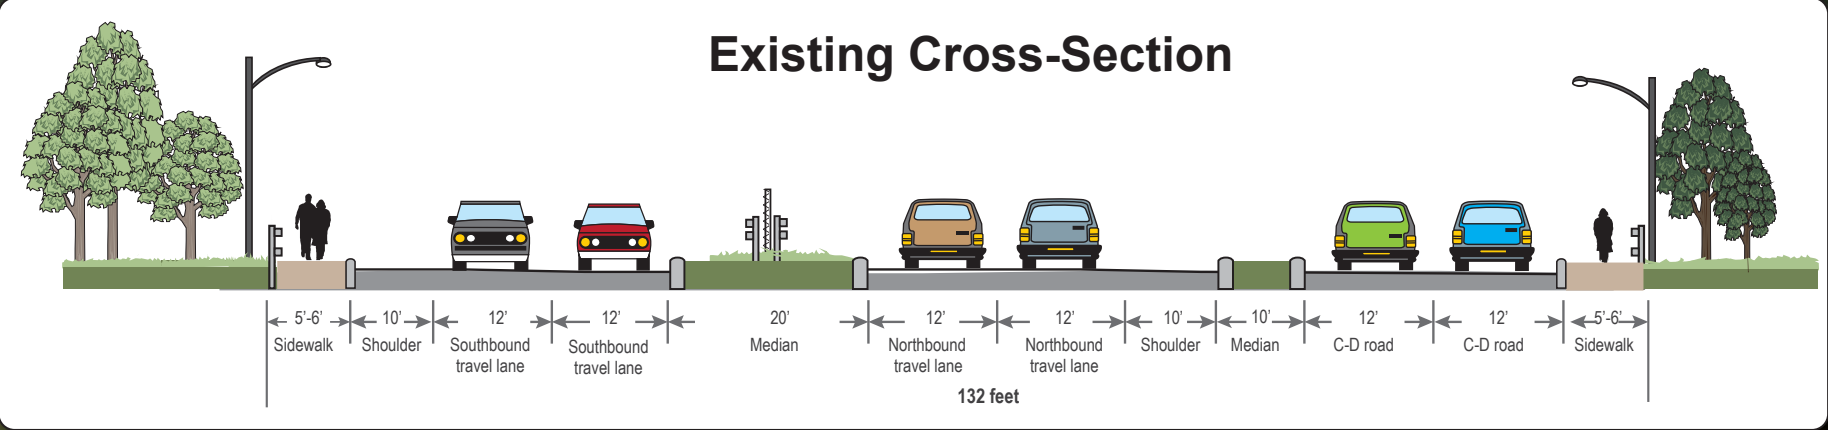 Existing Cross-Section
5'-6' 10' 12' 12' 20' 12' 12' 10' 10' 12' 12' 5'-6'
Sidewalk Shoulder Southbound Southbound Median Northbound Northbound Shoulder Median C-D road C-D road Sidewalk
travel lane travel lane travel lane travel lane
132 feet